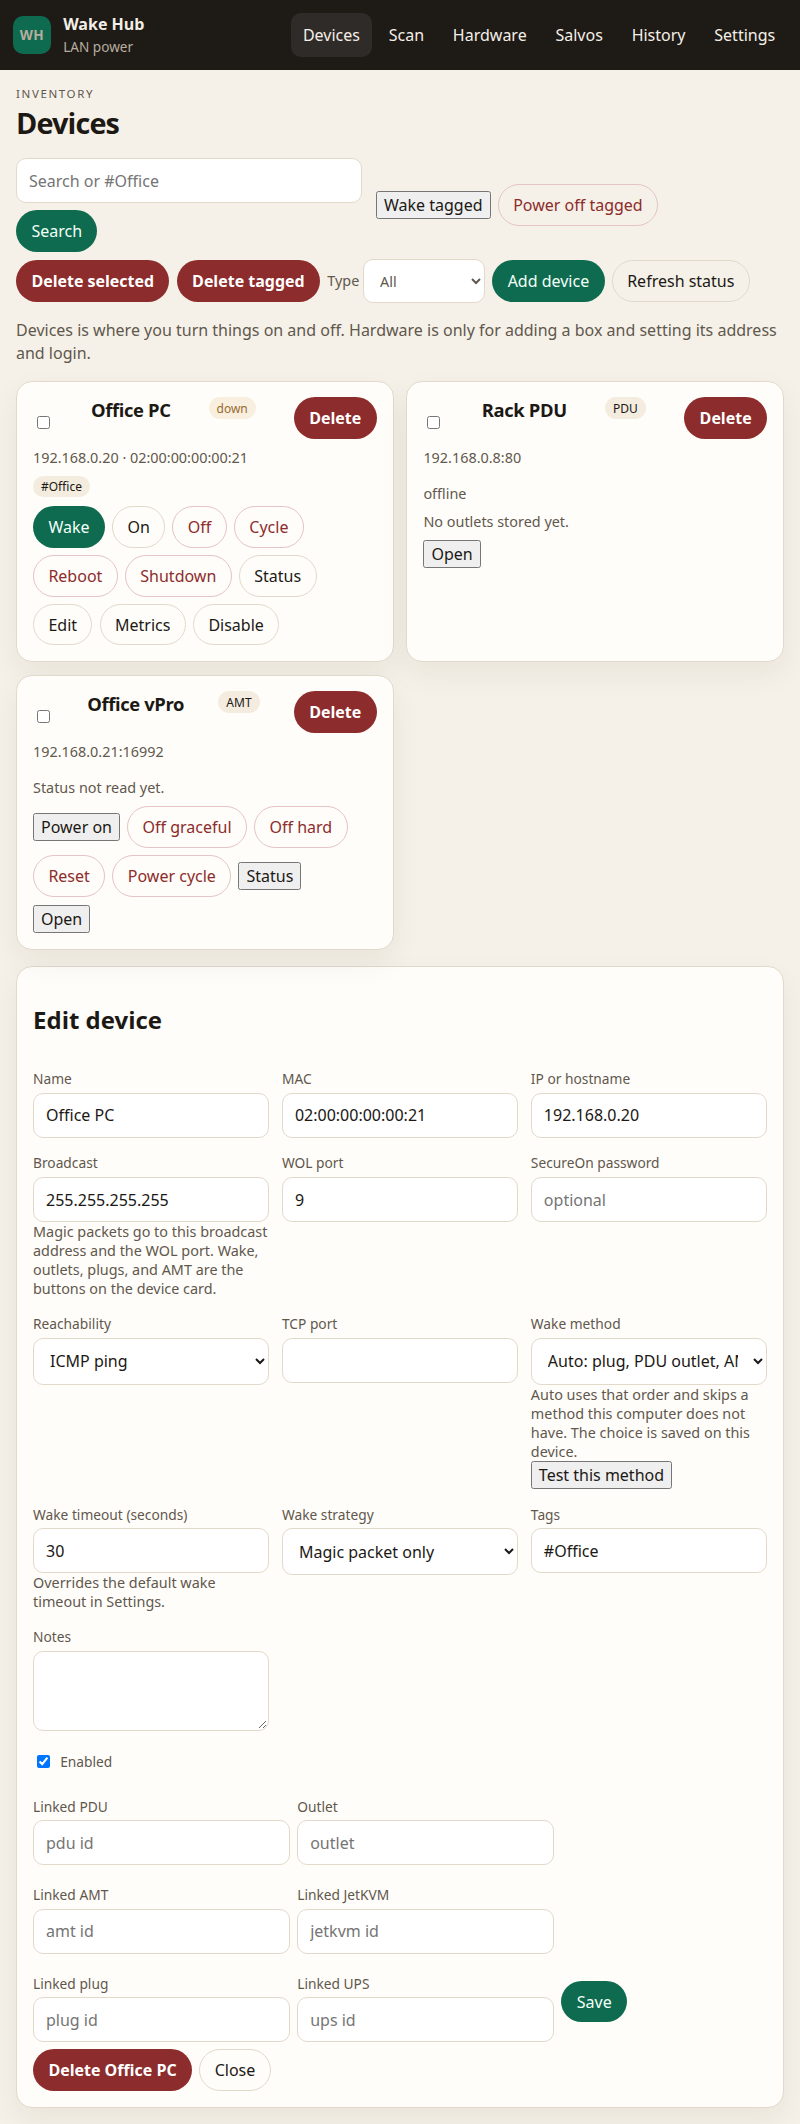 WH
Wake Hub
LAN power
Devices
Scan
Hardware
Salvos
History
Settings
INVENTORY
Devices
Search or #Office
Search
Wake tagged
Power off tagged
Delete selected
Delete tagged
Type
All
Add device
Refresh status
Devices is where you turn things on and off. Hardware is only for adding a box and setting its address
and login.
Office PC
down
Delete
192.168.0.20 · 02:00:00:00:00:21
#Office
Wake
On
Off
Cycle
Reboot
Shutdown
Status
Edit
Metrics
Disable
Rack PDU
PDU
Delete
192.168.0.8:80
offline
No outlets stored yet.
Open
Office vPro
AMT
Delete
192.168.0.21:16992
Status not read yet.
Power on
Off graceful
Off hard
Reset
Power cycle
Status
Open
Edit device
Name
MAC
IP or hostname
Office PC
02:00:00:00:00:21
192.168.0.20
Broadcast
WOL port
SecureOn password
255.255.255.255
9
optional
Magic packets go to this broadcast
address and the WOL port. Wake,
outlets, plugs, and AMT are the
buttons on the device card.
Reachability
TCP port
Wake method
ICMP ping
Auto: plug, PDU outlet, AM
Auto uses that order and skips a
method this computer does not
have. The choice is saved on this
device.
Test this method
Wake timeout (seconds)
Wake strategy
Tags
30
Magic packet only
#Office
Overrides the default wake
timeout in Settings.
Notes
Enabled
Linked PDU
Outlet
pdu id
outlet
Linked AMT
Linked JetKVM
amt id
jetkvm id
Linked plug
Linked UPS
plug id
ups id
Save
Delete Office PC
Close